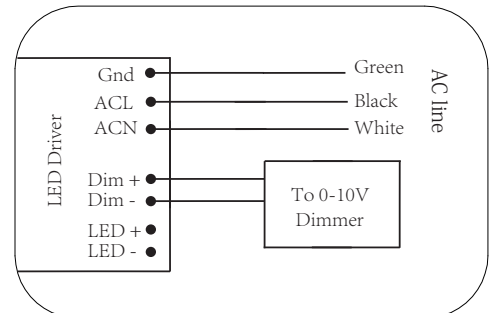 LED Driver
Gnd
ACL
ACN
Dim +
Dim -
LED +
LED -
Green
Black
White
AC line
To 0-10V
Dimmer